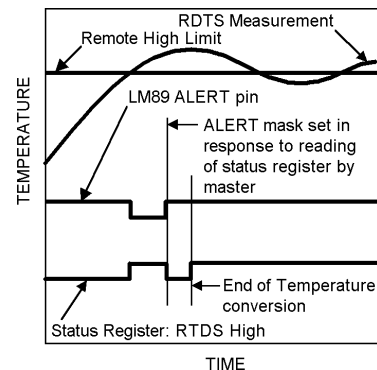 RDTS Measurement
Remote High Limit
LM89 ALERT pin
ALERT mask set in
response to reading
of status register by
master
End of Temperature
conversion
Status Register: RTDS High
TEMPERATURE
TIME